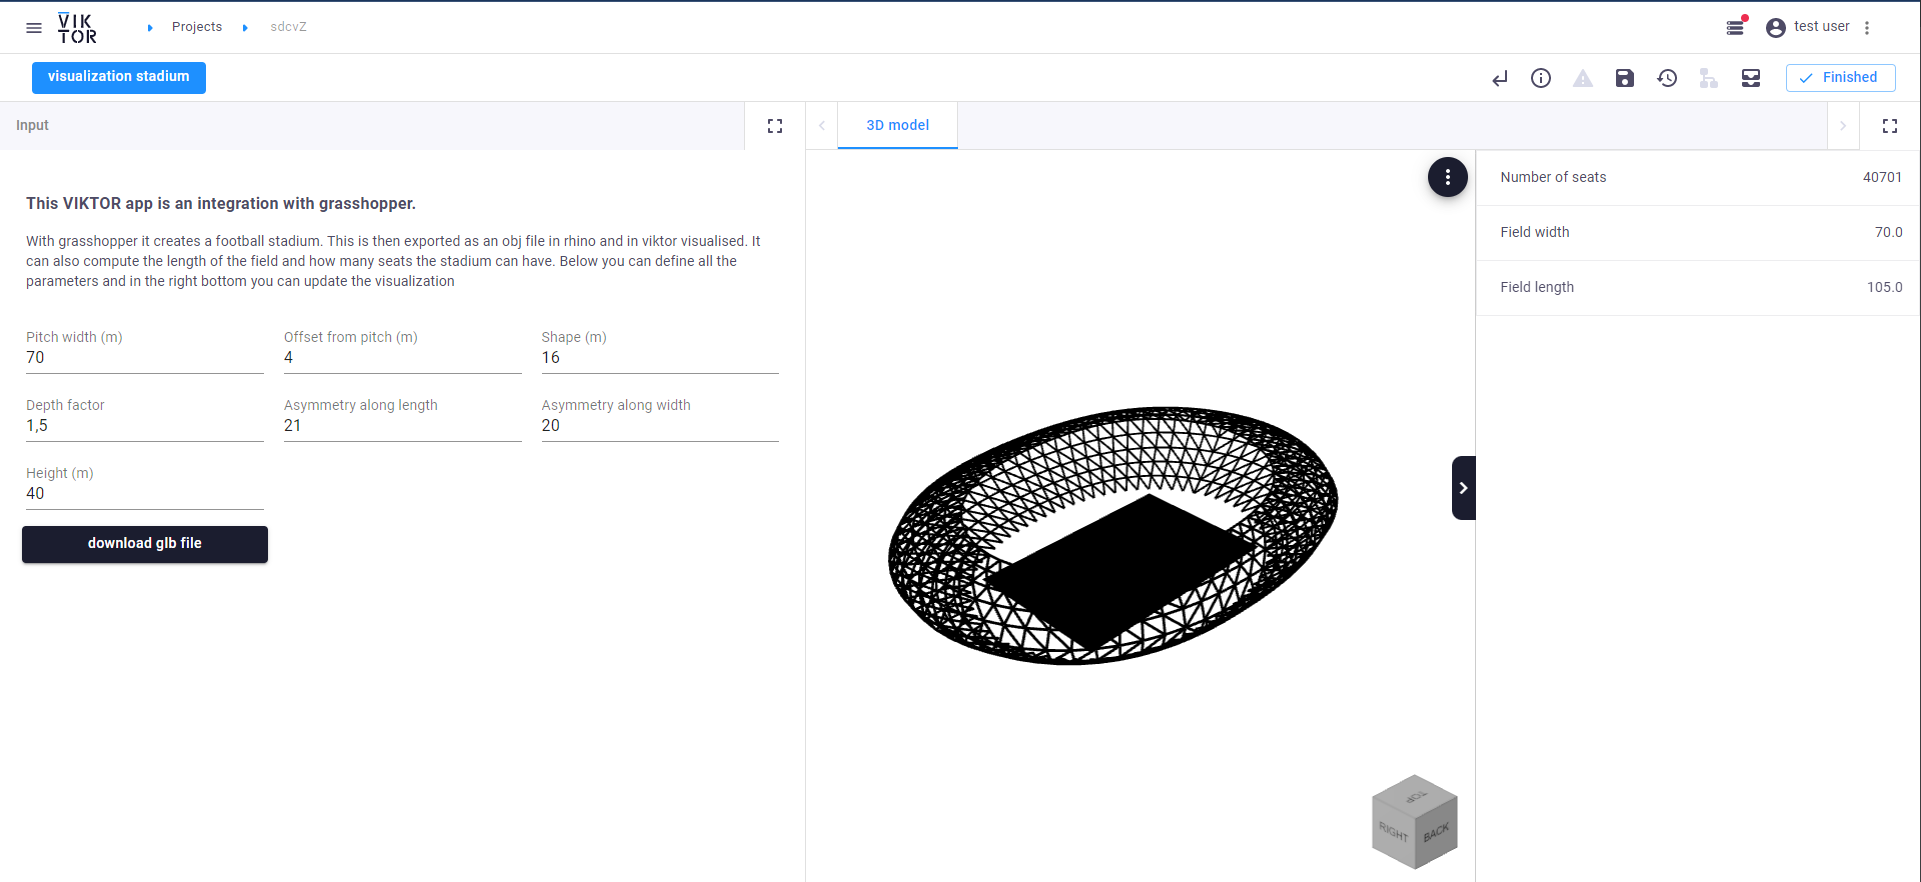 VIK
TOR
Projects
sdcvZ
test user
visualization stadium
Finished
Input
3D model
This VIKTOR app is an integration with grasshopper.
With grasshopper it creates a football stadium. This is then exported as an obj file in rhino and in viktor visualised. It
can also compute the length of the field and how many seats the stadium can have. Below you can define all the
parameters and in the right bottom you can update the visualization
Pitch width (m)
70
Offset from pitch (m)
4
Shape (m)
16
Depth factor
1,5
Asymmetry along length
21
Asymmetry along width
20
Height (m)
40
download glb file
Number of seats 40701
Field width 70.0
Field length 105.0
TOP
RIGHT
BACK